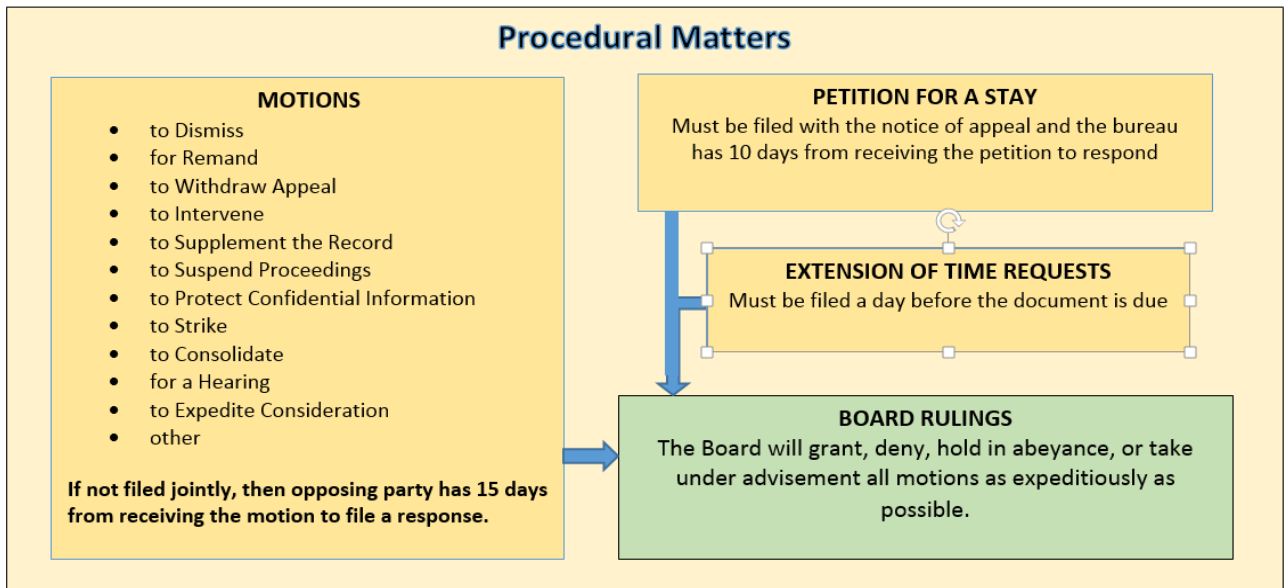 Procedural Matters
MOTIONS
• to Dismiss
• for Remand
• to Withdraw Appeal
• to Intervene
• to Supplement the Record
• to Suspend Proceedings
• to Protect Confidential Information
• to Strike
• to Consolidate
• for a Hearing
• to Expedite Consideration
• other
If not filed jointly, then opposing party has 15 days
from receiving the motion to file a response.
PETITION FOR A STAY
Must be filed with the notice of appeal and the bureau
has 10 days from receiving the petition to respond
EXTENSION OF TIME REQUESTS
Must be filed a day before the document is due
BOARD RULINGS
The Board will grant, deny, hold in abeyance, or take
under advisement all motions as expeditiously as
possible.